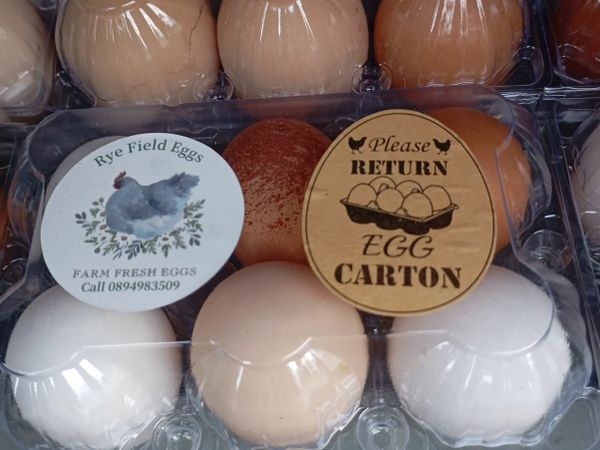 Rye Field Eggs
FARM FRESH EGGS
Call 0894983509
Please
RETURN
EGG
CARTON